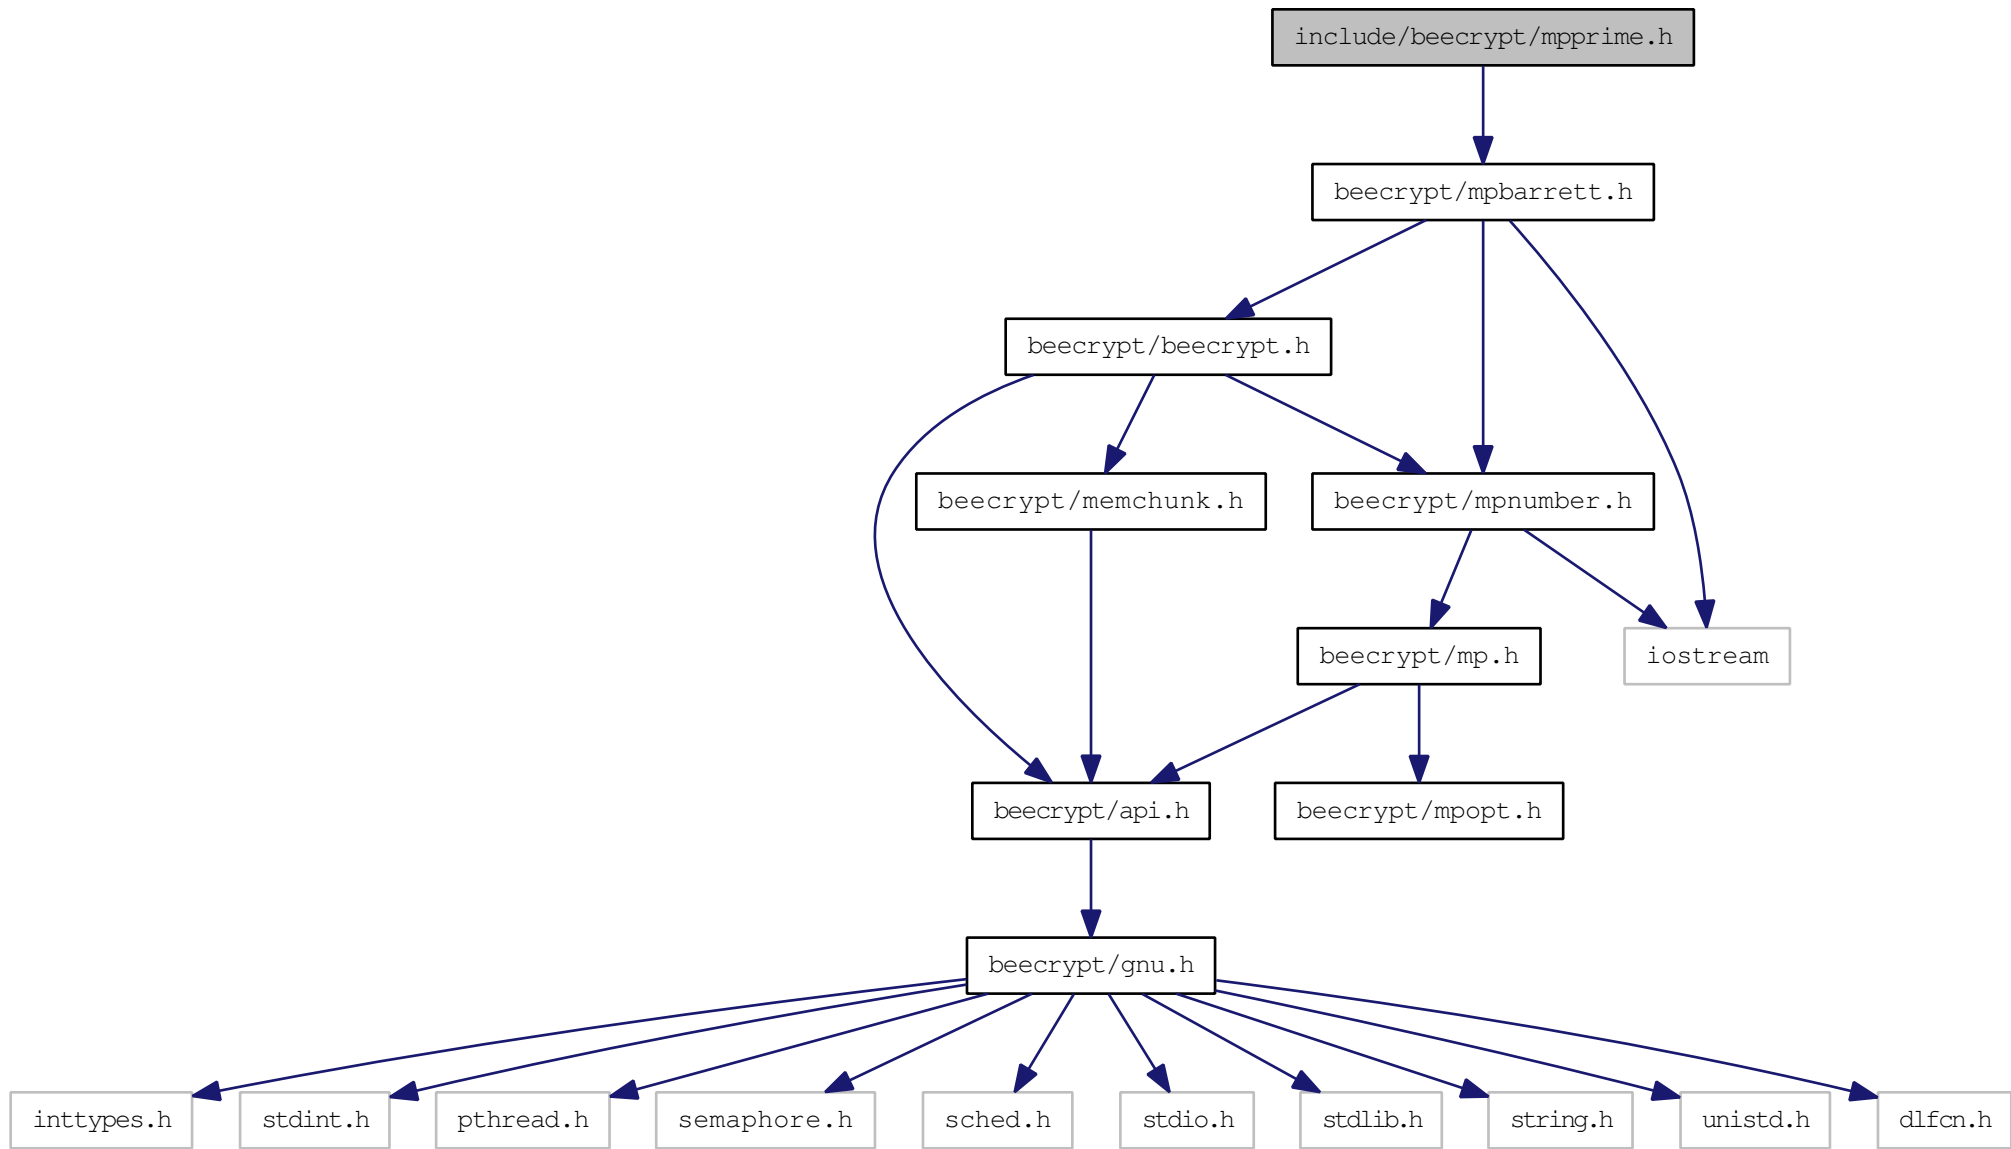 include/beecrypt/mpprime.h
beecrypt/mpbarrett.h
beecrypt/beecrypt.h
beecrypt/memchunk.h
beecrypt/mpnumber.h
beecrypt/mp.h
iostream
beecrypt/api.h
beecrypt/mpopt.h
beecrypt/gnu.h
inttypes.h
stdint.h
pthread.h
semaphore.h
sched.h
stdio.h
stdlib.h
string.h
unistd.h
dlfcn.h